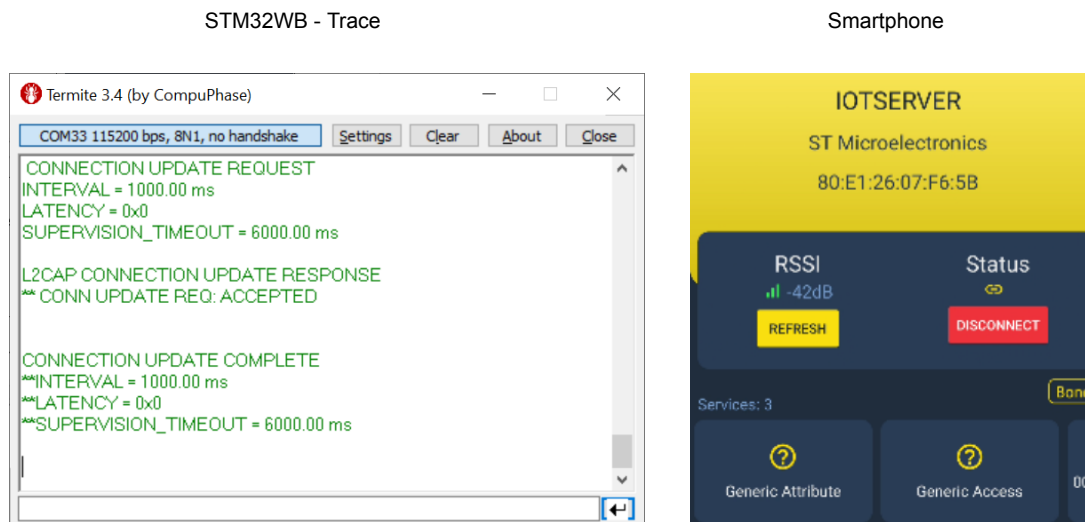 STM32WB - Trace
Smartphone
Termite 3.4 (by CompuPhase)
COM33 115200 bps, 8N1, no handshake
Settings
Clear
About
Close
CONNECTION UPDATE REQUEST
INTERVAL = 1000.00 ms
LATENCY = 0x0
SUPERVISION_TIMEOUT = 6000.00 ms
L2CAP CONNECTION UPDATE RESPONSE
** CONN UPDATE REQ: ACCEPTED
CONNECTION UPDATE COMPLETE
**INTERVAL = 1000.00 ms
**LATENCY = 0x0
**SUPERVISION_TIMEOUT = 6000.00 ms
IOTSERVER
ST Microelectronics
80:E1:26:07:F6:5B
RSSI
-42dB
REFRESH
Status
DISCONNECT
Services: 3
Generic Attribute
Generic Access